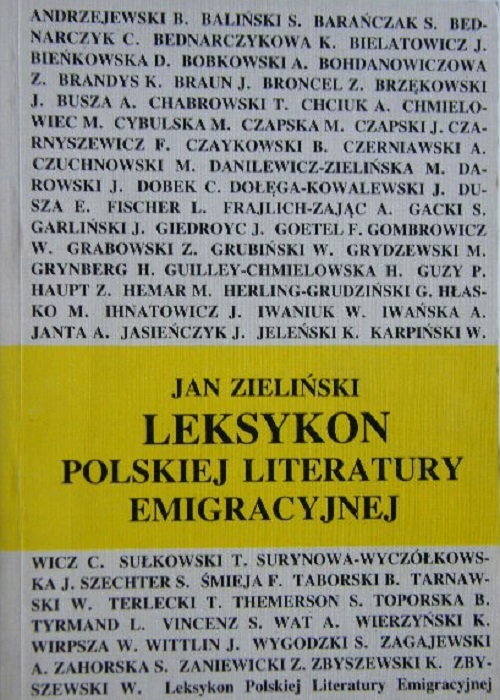 ANDRZEJEWSKI B. BALIŃSKI S. BARAŃCZAK S. BED-
NARCZYK C. BEDNARCZYKOWA K. BIELATOWICZ J.
BIEŃKOWSKA D. BOBKOWSKI A. BOHDANOWICZOWA
Z. BRANDYS K. BRAUN J. BRONCEL Z. BRZĘKOWSKI
J. BUSZA A. CHABROWSKI T. CHCIUK A. CHMIELO-
WIEC M. CYBULSKA M. CZAPSKA M. CZAPSKI J. CZA-
RNYSZEWICZ F. CZAYKOWSKI B. CZERNIAWSKI A.
CZUCHNOWSKI M. DANILEWICZ-ZIELIŃSKA M. DA-
ROWSKI J. DOBEK C. DOŁĘGA-KOWALEWSKI J. DU-
SZA E. FISCHER L. FRAJLICH-ZAJĄC A. GACKI S.
GARLIŃSKI J. GIEDROYC J. GOETEL F. GOMBROWICZ
W. GRABOWSKI Z. GRUBIŃSKI W. GRYDZEWSKI M.
GRYNBERG H. GUILLEY-CHMIELOWSKA H. GUZY P.
HAUPT Z. HEMAR M. HERLING-GRUDZIŃSKI G. HŁAS-
KO M. IHNATOWICZ J. IWANIUK W. IWAŃSKA A.
JANTA A. JASIEŃCZYK J. JELEŃSKI K. KARPIŃSKI W.
JAN ZIELIŃSKI
LEKSYKON
POLSKIEJ LITERATURY
EMIGRACYJNEJ
WICZ C. SUŁKOWSKI T. SURYNOWA-WYCZÓŁKOWS-
KA J. SZECHTER S. ŚMIEJA F. TABORSKI B. TARNAW-
SKI W. TERLECKI T. THEMERSON S. TOPORSKA B.
TYRMAND L. VINCENZ S. WAT A. WIERZYŃSKI K.
WIRPSZA W. WITTLIN J. WYGODZKI S. ZAGAJEWSKI
A. ZAHORSKA S. ZANIEWICKI Z. ZBYSZEWSKI K. ZBY-
SZEWSKI W. Leksykon Polskiej Literatury Emigracyjnej